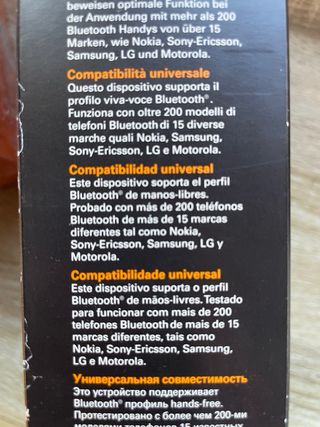 beweisen optimale Funktion bei
der Anwendung mit mehr als 200
Bluetooth Handys von über 15
Marken, wie Nokia, Sony-Ericsson,
Samsung, LG und Motorola.
Compatibilità universale
Questo dispositivo supporta il
profilo viva-voce Bluetooth®.
Funziona con oltre 200 modelli di
telefoni Bluetooth di 15 diverse
marche quali Nokia, Samsung,
Sony-Ericsson, LG e Motorola.
Compatibilidad universal
Este dispositivo soporta el perfil
Bluetooth® de manos-libres.
Probado con más de 200 teléfonos
Bluetooth de más de 15 marcas
diferentes tal como Nokia,
Sony-Ericsson, Samsung, LG y
Motorola.
Compatibilidade universal
Este dispositivo suporta o perfil
Bluetooth® de mãos-livres. Testado
para funcionar com mais de 200
telefones Bluetooth de mais de 15
marcas diferentes, tais como
Nokia, Sony-Ericsson, Samsung,
LG e Motorola.
Универсальная совместимость
Это устройство поддерживает
Bluetooth® профиль hands-free.
Протестировано с более чем 200-ми
моделями телефонов 15 известных